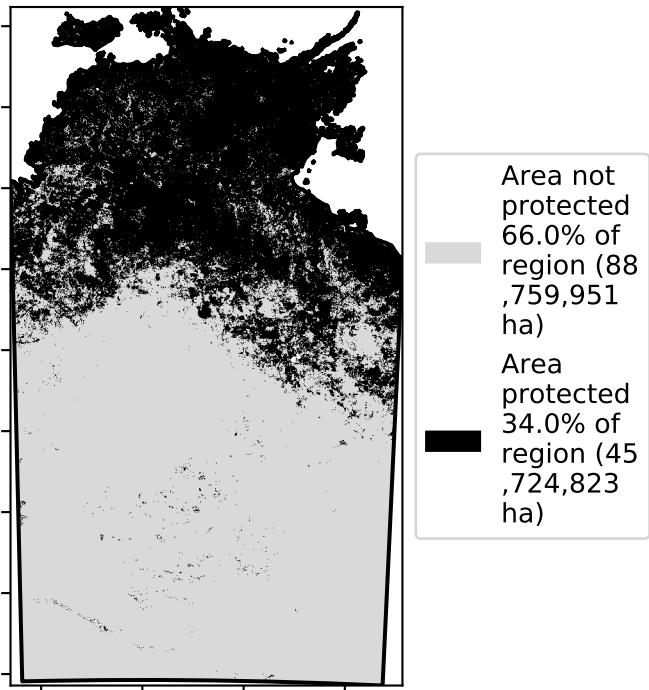 Area not
protected
66.0% of
region (88
,759,951
ha)
Area
protected
34.0% of
region (45
,724,823
ha)